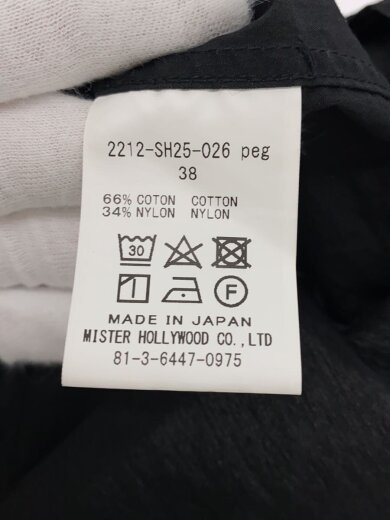 2212-SH25-026 peg
38
66% COTON COTTON
34% NYLON NYLON
30
F
MADE IN JAPAN
MISTER HOLLYWOOD CO.,LTD
81-3-6447-0975